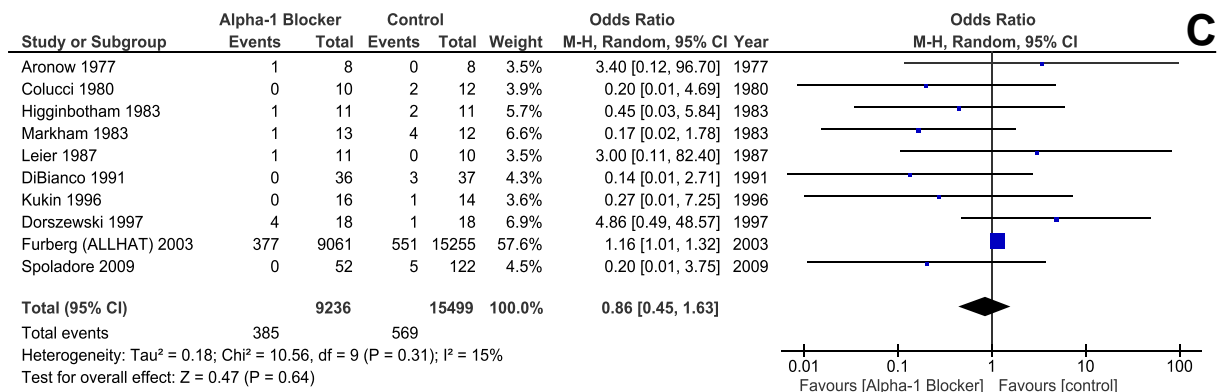 Alpha-1 Blocker Control Odds Ratio Odds Ratio C
Study or Subgroup Events Total Events Total Weight M-H, Random, 95% CI Year M-H, Random, 95% CI
Aronow 1977 1 8 0 8 3.5% 3.40 [0.12, 96.70] 1977
Colucci 1980 0 10 2 12 3.9% 0.20 [0.01, 4.69] 1980
Higginbotham 1983 1 11 2 11 5.7% 0.45 [0.03, 5.84] 1983
Markham 1983 1 13 4 12 6.6% 0.17 [0.02, 1.78] 1983
Leier 1987 1 11 0 10 3.5% 3.00 [0.11, 82.40] 1987
DiBianco 1991 0 36 3 37 4.3% 0.14 [0.01, 2.71] 1991
Kukin 1996 0 16 1 14 3.6% 0.27 [0.01, 7.25] 1996
Dorszewski 1997 4 18 1 18 6.9% 4.86 [0.49, 48.57] 1997
Furberg (ALLHAT) 2003 377 9061 551 15255 57.6% 1.16 [1.01, 1.32] 2003
Spoladore 2009 0 52 5 122 4.5% 0.20 [0.01, 3.75] 2009
Total (95% CI) 9236 15499 100.0% 0.86 [0.45, 1.63]
Total events 385 569
Heterogeneity: Tau² = 0.18; Chi² = 10.56, df = 9 (P = 0.31); I² = 15%
Test for overall effect: Z = 0.47 (P = 0.64)
0.01 0.1 1 10 100
Favours [Alpha-1 Blocker] Favours [control]